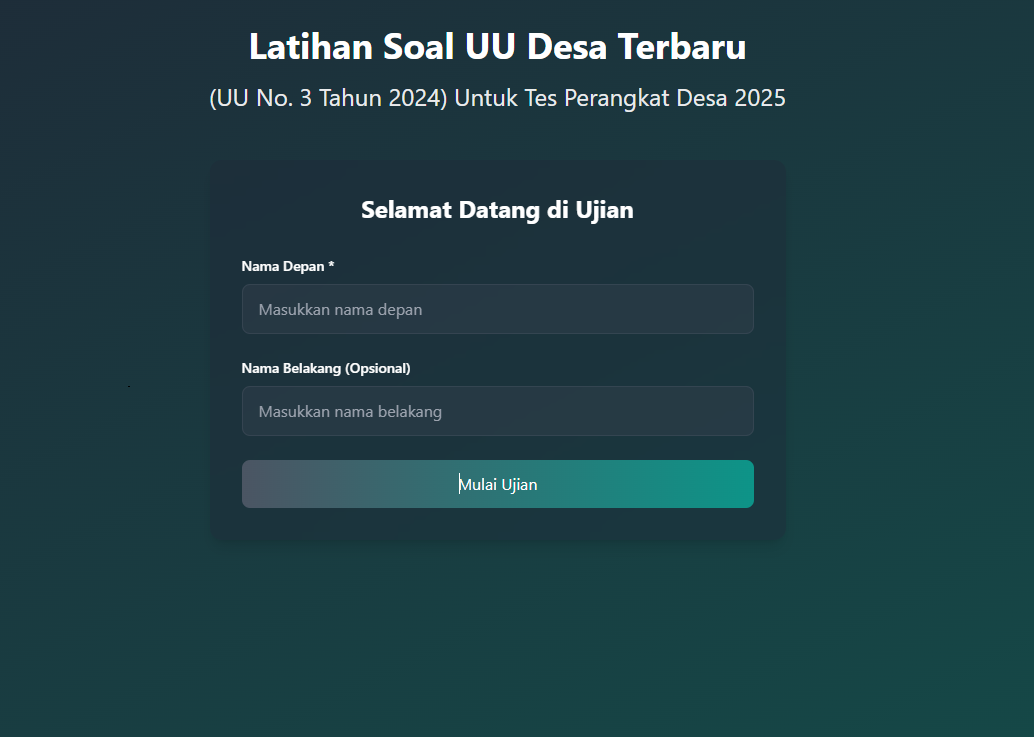 Latihan Soal UU Desa Terbaru
(UU No. 3 Tahun 2024) Untuk Tes Perangkat Desa 2025
Selamat Datang di Ujian
Nama Depan *
Masukkan nama depan
Nama Belakang (Opsional)
Masukkan nama belakang
Mulai Ujian